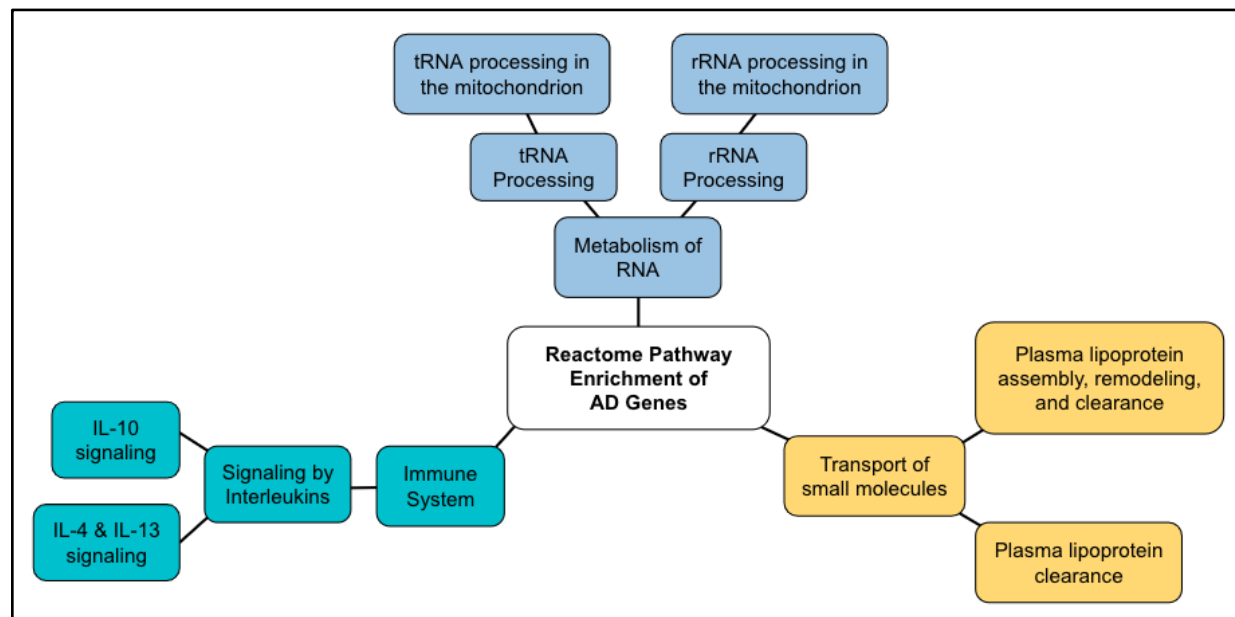 tRNA processing in
the mitochondrion
rRNA processing in
the mitochondrion
tRNA
Processing
rRNA
Processing
Metabolism of
RNA
Reactome Pathway
Enrichment of
AD Genes
Plasma lipoprotein
assembly, remodeling,
and clearance
IL-10
signaling
Signaling by
Interleukins
Immune
System
Transport of
small molecules
IL-4 & IL-13
signaling
Plasma lipoprotein
clearance